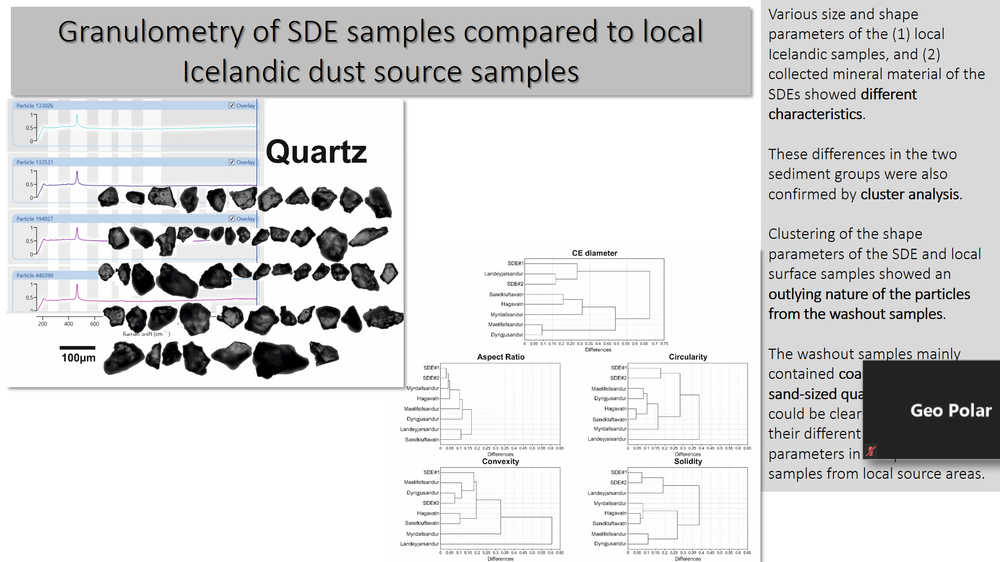 Granulometry of SDE samples compared to local
Icelandic dust source samples
Particle 133026
Overlay
1
0.5
0
Quartz
Particle 133531
Overlay
1
0.5
0
Particle 194927
Overlay
1
0.5
0
Particle 440390
1
0.5
0
200 400 600
Raman Shift (cm
100µm
CE diameter
SDE#1
Landeyjarsandur
SDE#2
Sandkluftavatn
Hagavatn
Myrdallsandur
Maelifellsandur
Dyngjusandur
0 0.05 0.1 0.15 0.2 0.25 0.3 0.35 0.4 0.45 0.5 0.55 0.6 0.65 0.7 0.75
Differences
Aspect Ratio
SDE#1
SDE#2
Myrdallsandur
Hagavatn
Maelifellsandur
Dyngjusandur
Landeyjarsandur
Sandkluftavatn
0 0.05 0.1 0.15 0.2 0.25 0.3 0.35 0.4 0.45 0.5 0.55 0.6 0.65
Differences
Circularity
SDE#1
SDE#2
Maelifellsandur
Dyngjusandur
Hagavatn
Sandkluftavatn
Myrdallsandur
Landeyjarsandur
0 0.05 0.1 0.15 0.2 0.25 0.3 0.35 0.4 0.45 0.5 0.55 0.6 0.65
Differences
Convexity
SDE#1
Maelifellsandur
Dyngjusandur
SDE#2
Hagavatn
Sandkluftavatn
Myrdallsandur
Landeyjarsandur
0 0.05 0.1 0.15 0.2 0.25 0.3 0.35 0.4 0.45 0.5 0.55 0.6 0.65
Differences
Solidity
SDE#1
SDE#2
Landeyjarsandur
Myrdallsandur
Hagavatn
Sandkluftavatn
Maelifellsandur
Dyngjusandur
0 0.05 0.1 0.15 0.2 0.25 0.3 0.35 0.4 0.45 0.5 0.55 0.6 0.65
Differences
Various size and shape
parameters of the (1) local
Icelandic samples, and (2)
collected mineral material of the
SDEs showed different
characteristics.
These differences in the two
sediment groups were also
confirmed by cluster analysis.
Clustering of the shape
parameters of the SDE and local
surface samples showed an
outlying nature of the particles
from the washout samples.
The washout samples mainly
contained
could be
their different
parameters in
samples from local source areas.
Geo Polar